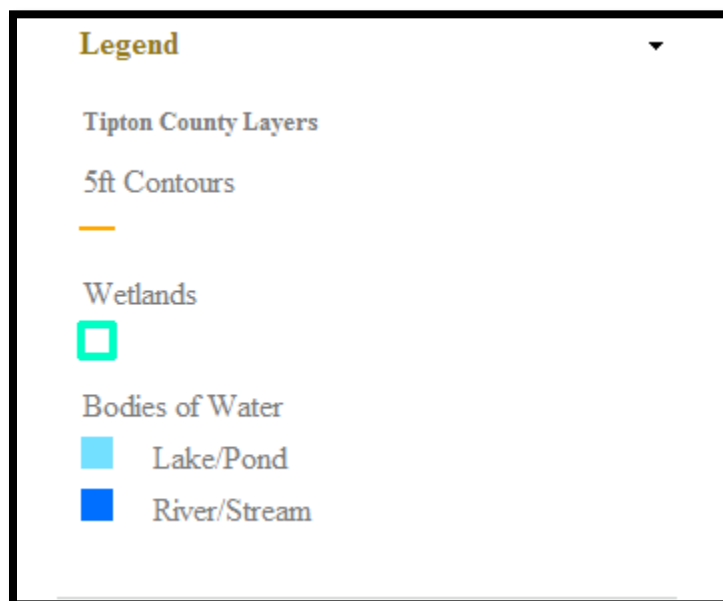 Legend
Tipton County Layers
5ft Contours
Wetlands
Bodies of Water
Lake/Pond
River/Stream